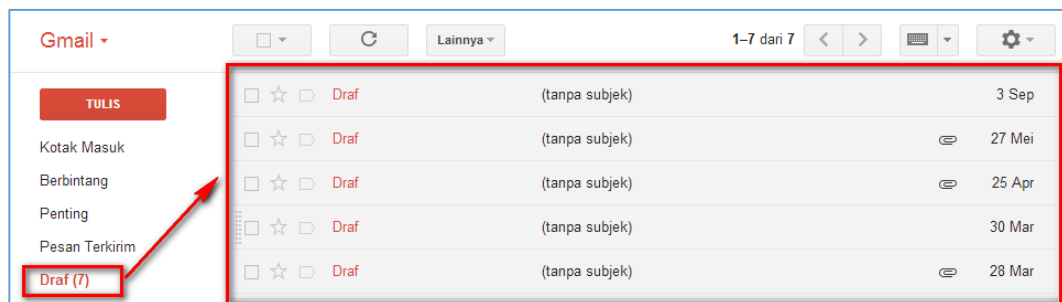 Gmail
Lainnya
1–7 dari 7
TULIS
Kotak Masuk
Berbintang
Penting
Pesan Terkirim
Draf (7)
Draf (tanpa subjek) 3 Sep
Draf (tanpa subjek) 27 Mei
Draf (tanpa subjek) 25 Apr
Draf (tanpa subjek) 30 Mar
Draf (tanpa subjek) 28 Mar